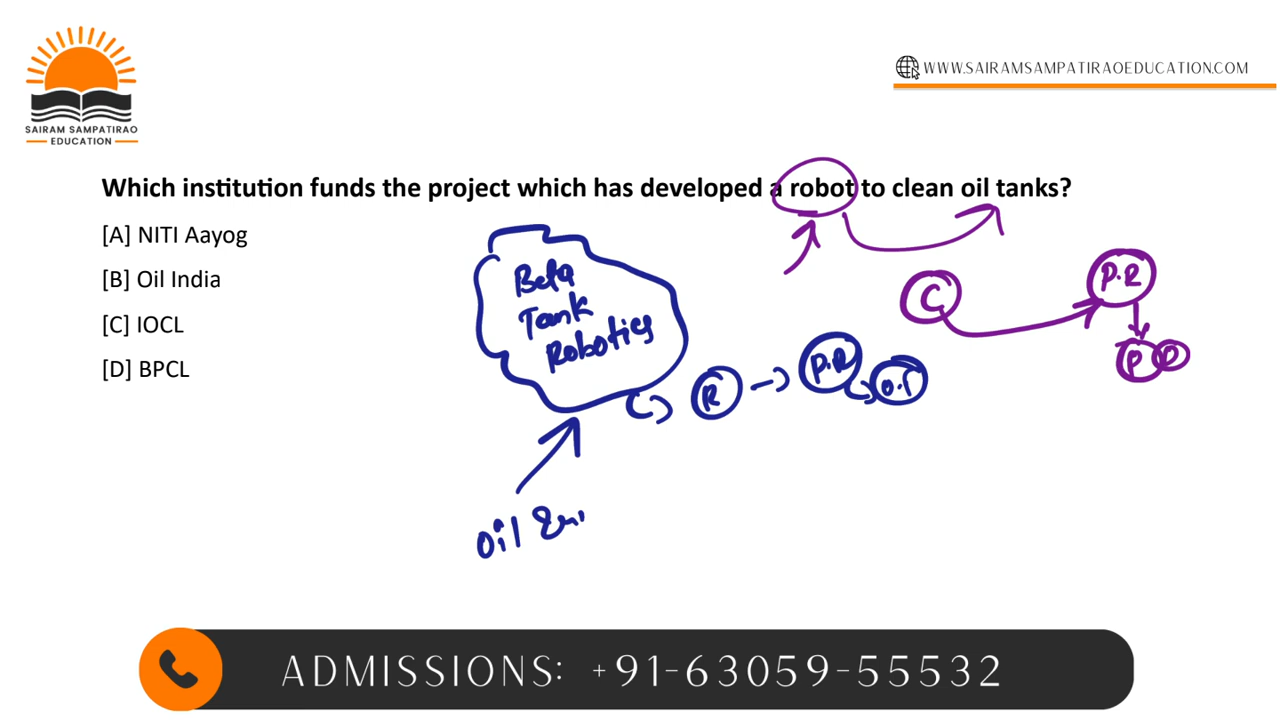 SAIRAM SAMPATIRAO
EDUCATION
WWW.SAIRAMSAMPATIRAOEDUCATION.COM
Which institution funds the project which has developed a robot to clean oil tanks?
[A] NITI Aayog
[B] Oil India
[C] IOCL
[D] BPCL
Beta
Tank
Robotics
C
P.R
P
P
R
P.R
O.T
Oil
ADMISSIONS: +91-63059-55532